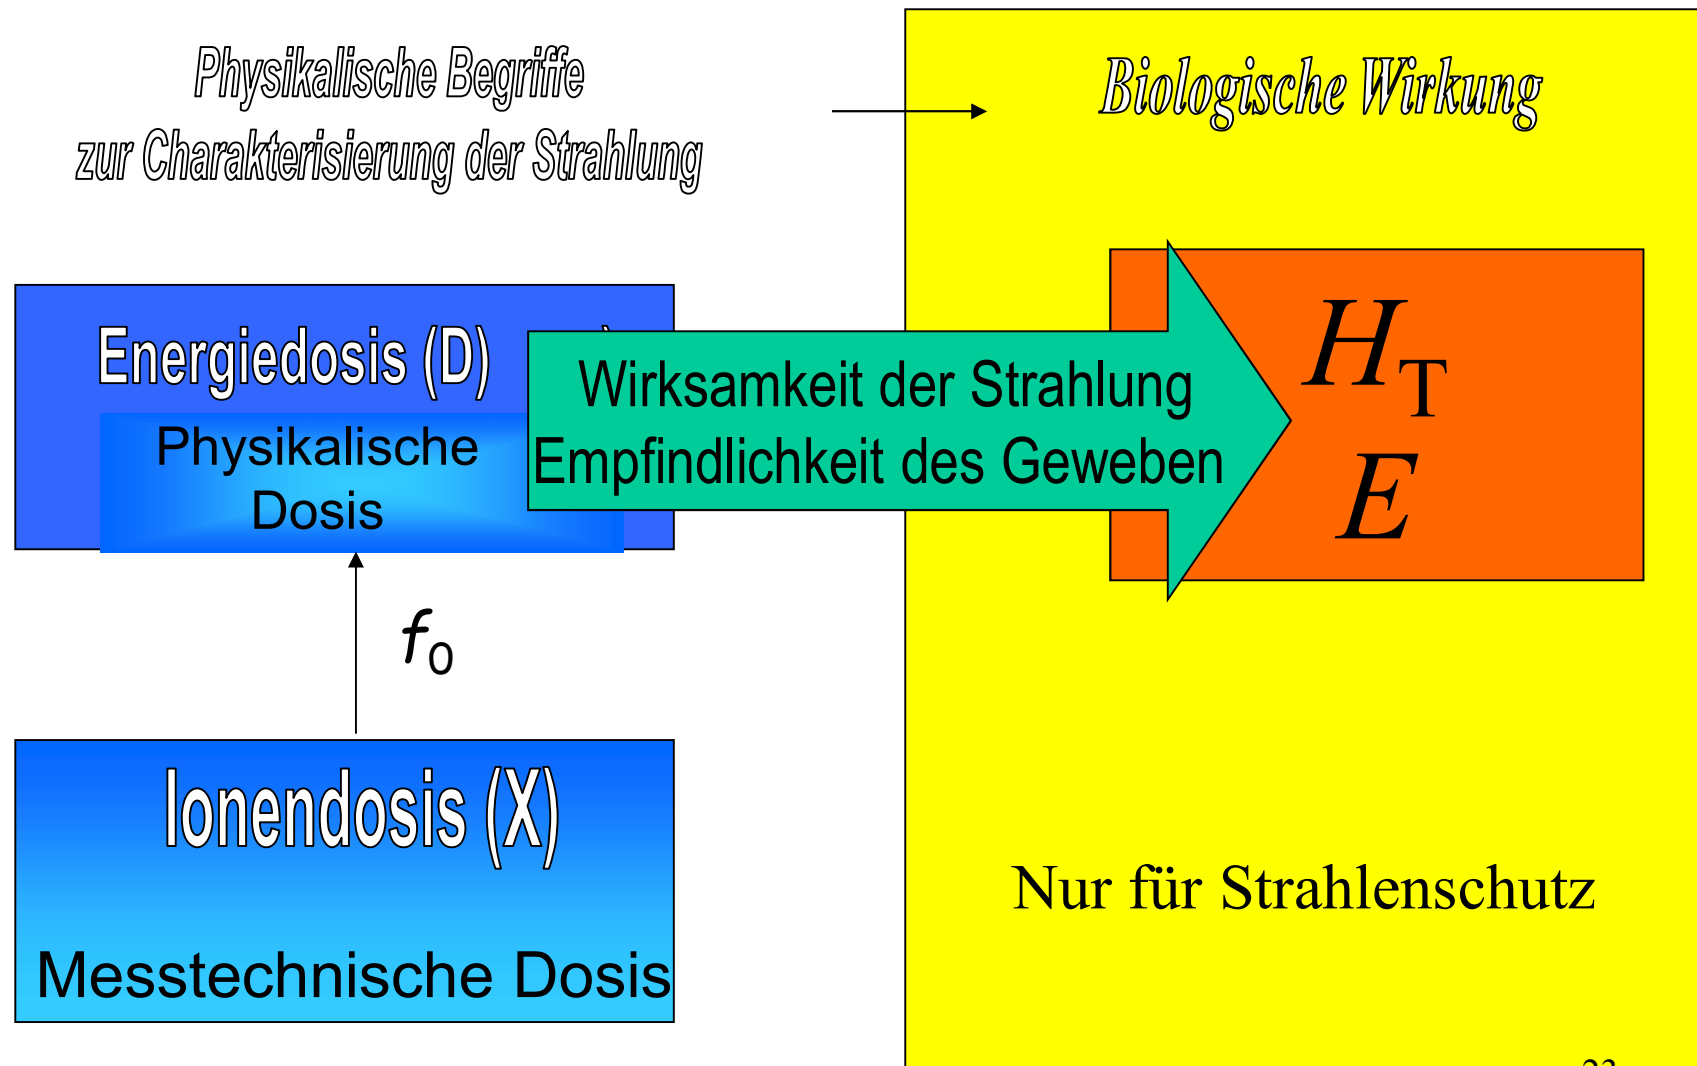 Physikalische Begriffe
zur Charakterisierung der Strahlung
Biologische Wirkung
Energiedosis (D)
Physikalische
Dosis
Wirksamkeit der Strahlung
Empfindlichkeit des Geweben
H_T
E
f_0
Ionendosis (X)
Messtechnische Dosis
Nur für Strahlenschutz